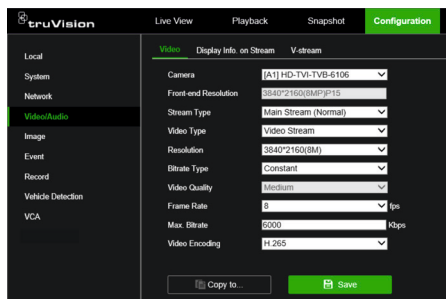 truVision
Live View Playback Snapshot Configuration
Local
System
Network
Video/Audio
Image
Event
Record
Vehicle Detection
VCA
Video Display Info. on Stream V-stream
Camera [A1] HD-TVI-TVB-6106
Front-end Resolution 3840*2160(8MP)P15
Stream Type Main Stream (Normal)
Video Type Video Stream
Resolution 3840*2160(8M)
Bitrate Type Constant
Video Quality Medium
Frame Rate 8 fps
Max. Bitrate 6000 Kbps
Video Encoding H.265
Copy to... Save